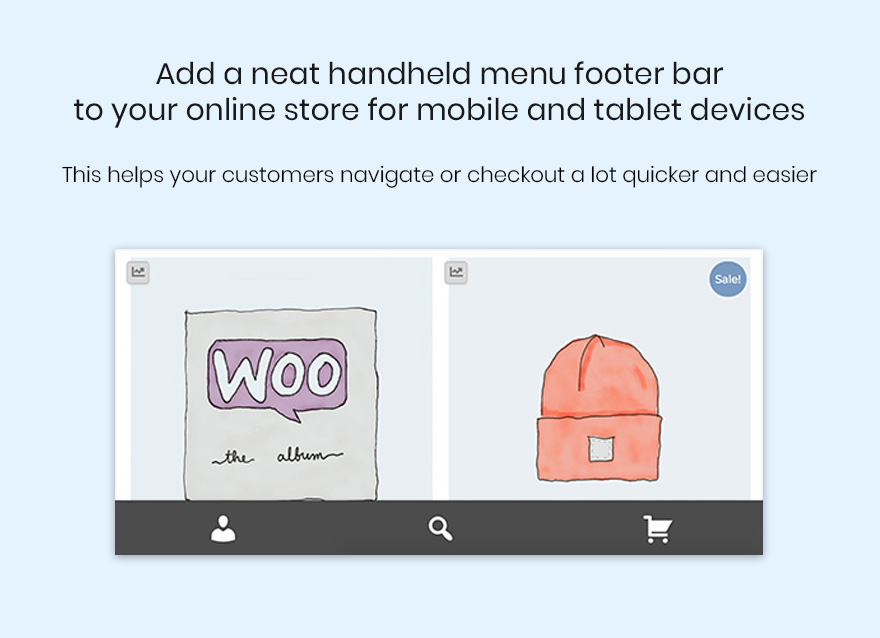 Add a neat handheld menu footer bar
to your online store for mobile and tablet devices
This helps your customers navigate or checkout a lot quicker and easier
Sale!
WOO
the album